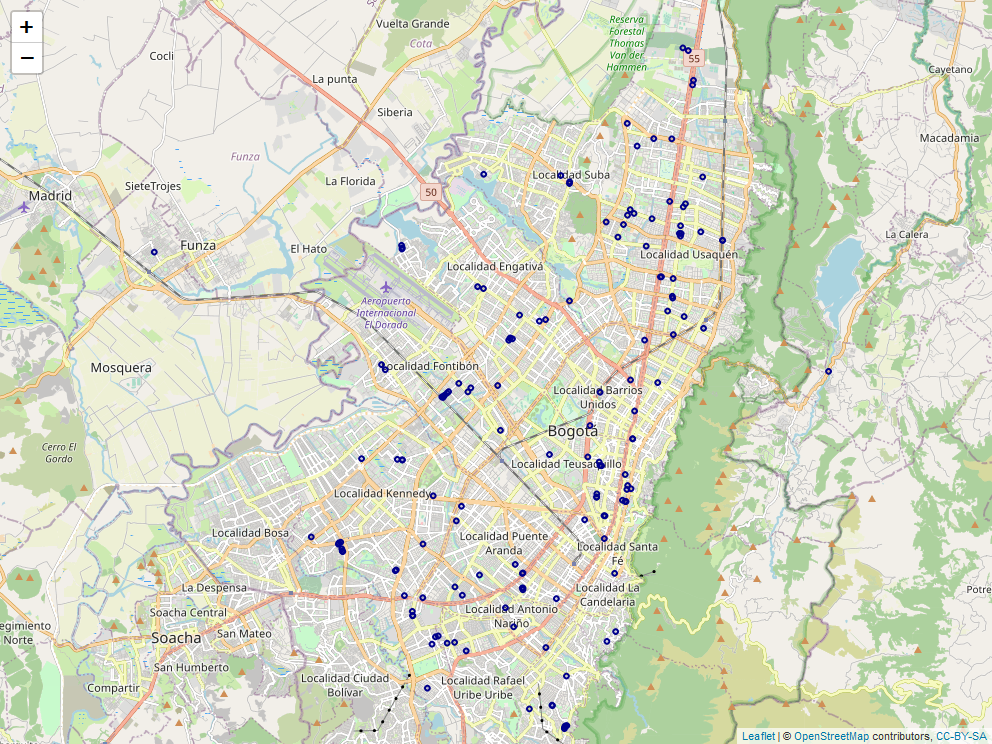 +
−
Vuelta Grande
Cota
Reserva
Forestal
Thomas
Van der
Hammen
Cocli
55
Cayetano
La punta
Siberia
Macadamia
Funza
SieteTrojes
La Florida
Localidad Suba
50
Madrid
Funza
El Hato
La Calera
Localidad Usaquén
Localidad Engativá
Aeropuerto
Internacional
El Dorado
Mosquera
Localidad Fontibón
Localidad Barrios
Unidos
Bogotá
Cerro El
Gordo
Localidad Teusaquillo
Localidad Kennedy
Localidad Bosa
Localidad Puente
Aranda
Localidad Santa
Fé
La Despensa
Localidad La
Candelaria
Potre
Soacha Central
Localidad Antonio
Nariño
egimiento
Norte
Soacha
San Mateo
San Humberto
Localidad Ciudad
Bolívar
Localidad Rafael
Uribe Uribe
Compartir
Leaflet | © OpenStreetMap contributors, CC-BY-SA